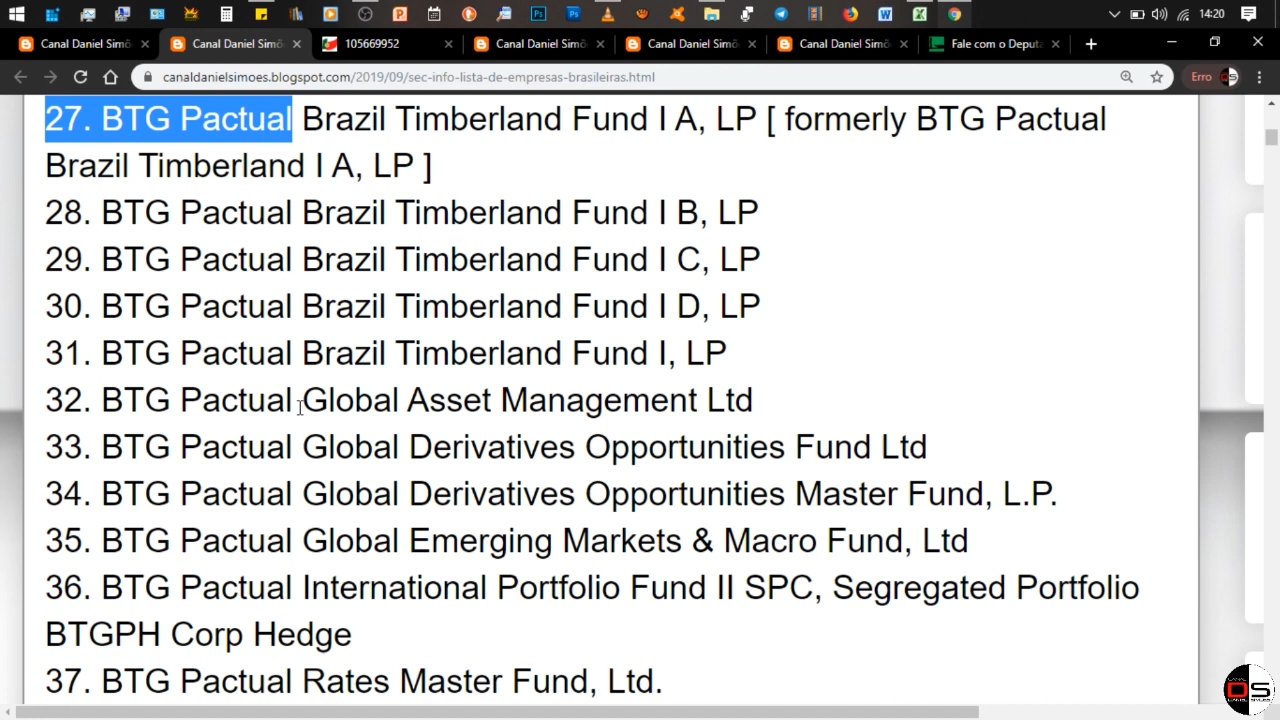 14:20
Canal Daniel Simõ
Canal Daniel Simõ
105669952
Canal Daniel Simõ
Canal Daniel Simõ
Canal Daniel Simõ
Fale com o Deputa
canaldanielsimoes.blogspot.com/2019/09/sec-info-lista-de-empresas-brasileiras.html
Erro
27. BTG Pactual Brazil Timberland Fund I A, LP [ formerly BTG Pactual
Brazil Timberland I A, LP ]
28. BTG Pactual Brazil Timberland Fund I B, LP
29. BTG Pactual Brazil Timberland Fund I C, LP
30. BTG Pactual Brazil Timberland Fund I D, LP
31. BTG Pactual Brazil Timberland Fund I, LP
32. BTG Pactual Global Asset Management Ltd
33. BTG Pactual Global Derivatives Opportunities Fund Ltd
34. BTG Pactual Global Derivatives Opportunities Master Fund, L.P.
35. BTG Pactual Global Emerging Markets & Macro Fund, Ltd
36. BTG Pactual International Portfolio Fund II SPC, Segregated Portfolio
BTGPH Corp Hedge
37. BTG Pactual Rates Master Fund, Ltd.
CANAL
DS
DANIEL SIMÕES